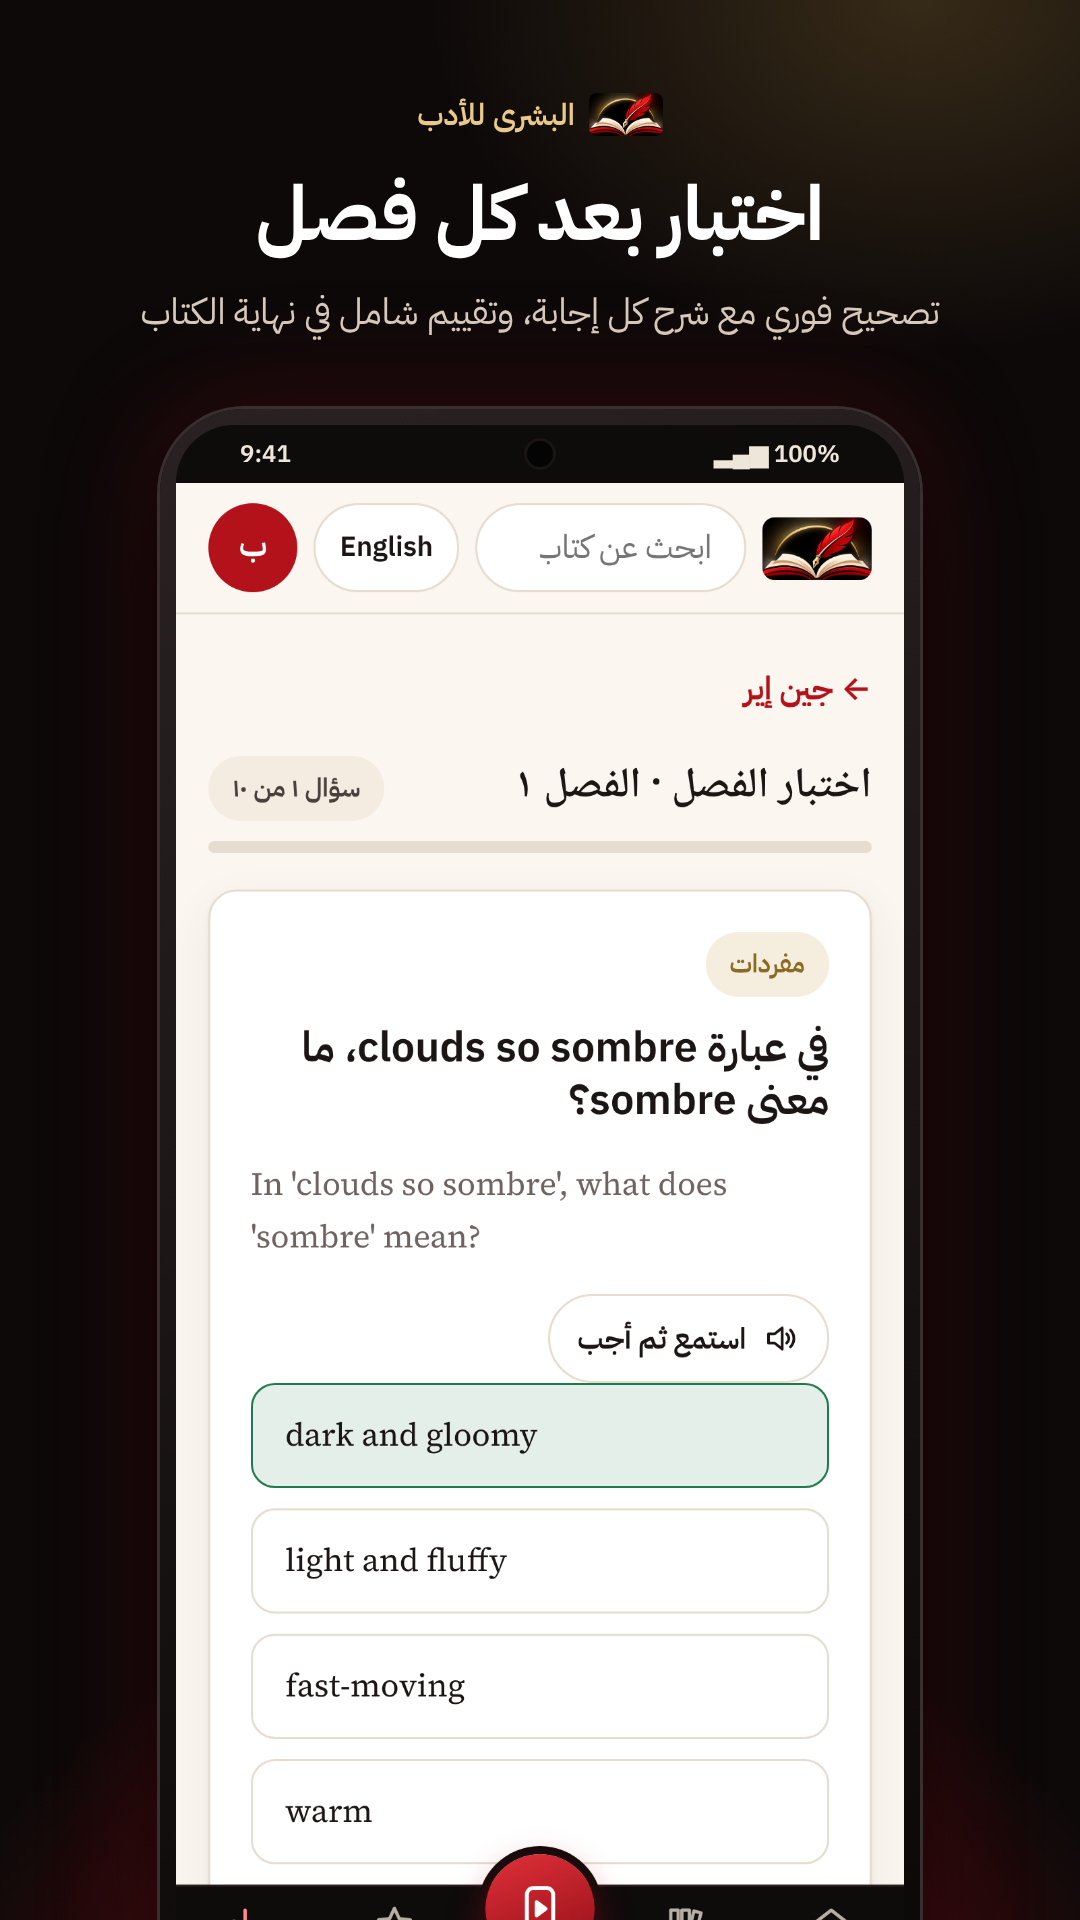 البشرى للأدب
اختبار بعد كل فصل
تصحيح فوري مع شرح كل إجابة، وتقييم شامل في نهاية الكتاب
9:41
100%
ابحث عن كتاب
English
ب
← جين إير
اختبار الفصل · الفصل ١
سؤال ١ من ١٠
مفردات
في عبارة clouds so sombre، ما
معنى sombre؟
In 'clouds so sombre', what does
'sombre' mean?
استمع ثم أجب
dark and gloomy
light and fluffy
fast-moving
warm